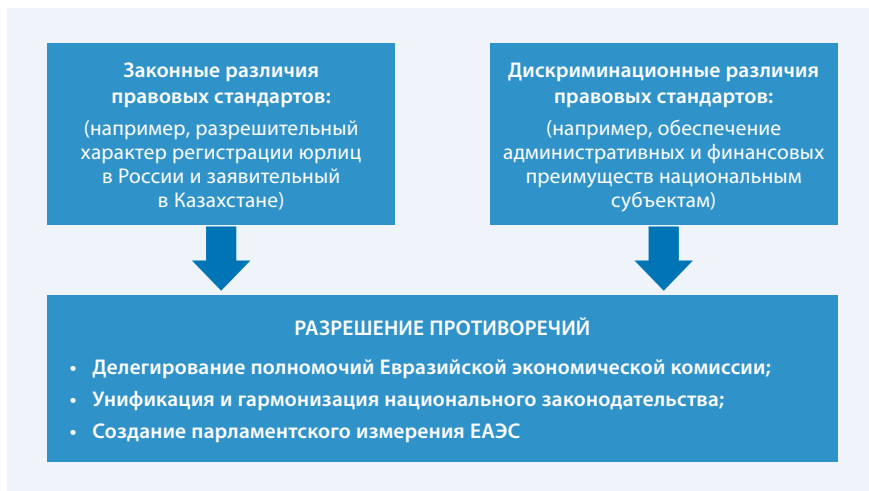 Законные различия
правовых стандартов:
(например, разрешительный
характер регистрации юрлиц
в России и заявительный
в Казахстане)
Дискриминационные различия
правовых стандартов:
(например, обеспечение
административных и финансовых
преимуществ национальным
субъектам)
РАЗРЕШЕНИЕ ПРОТИВОРЕЧИЙ
• Делегирование полномочий Евразийской экономической комиссии;
• Унификация и гармонизация национального законодательства;
• Создание парламентского измерения ЕАЭС